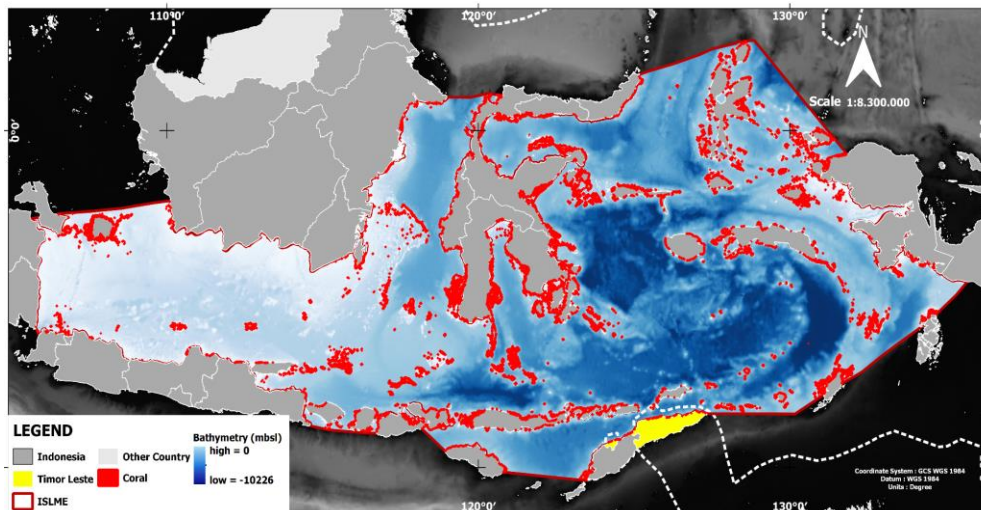 110°0' 120°0' 130°0'
N
Scale 1:8.300.000
0°0'
LEGEND
Indonesia
Other Country
Timor Leste
Coral
ISLME
Bathymetry (mbsl)
high = 0
low = -10226
Coordinate System : GCS WGS 1984
Datum : WGS 1984
Units : Degree
120°0' 130°0'